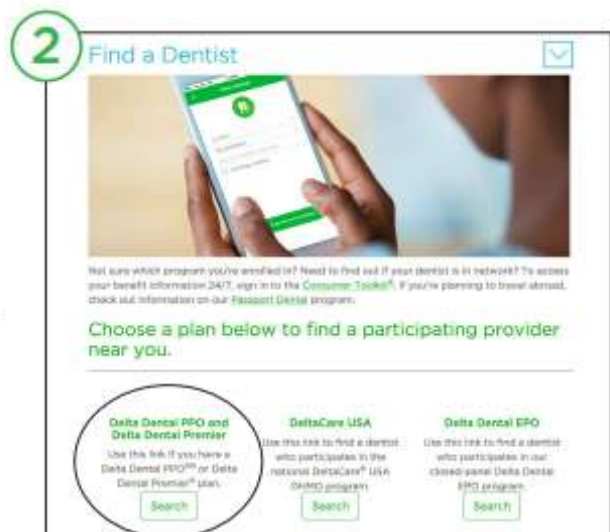 2
Find a Dentist
Not sure which program you're enrolled in? Need to find out if your dentist is in network? To access
your benefit information 24/7, sign in to the Consumer Toolkit®. If you're planning to travel abroad,
check out information on our Passport Dental program.
Choose a plan below to find a participating provider
near you.
Delta Dental PPO and
Delta Dental Premier
Use this link if you have a
Delta Dental PPO℠ or Delta
Dental Premier® plan.
Search
DeltaCare USA
Use this link to find a dentist
who participates in the
national DeltaCare® USA
DHMO program.
Search
Delta Dental EPO
Use this link to find a dentist
who participates in our
closed-panel Delta Dental
EPO program.
Search